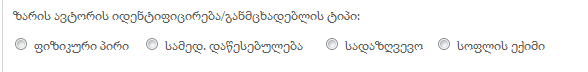 ზარის ავტორის იდენტიფიცირება/განმცხადებლის ტიპი:
ფიზიკური პირი სამედ. დაწესებულება სადაზღვევო სოფლის ექიმი